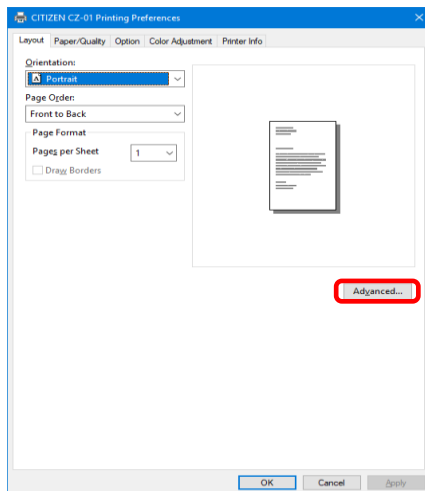 CITIZEN CZ-01 Printing Preferences
Layout Paper/Quality Option Color Adjustment Printer Info
Orientation:
Portrait
Page Order:
Front to Back
Page Format
Pages per Sheet 1
Draw Borders
Advanced...
OK Cancel Apply